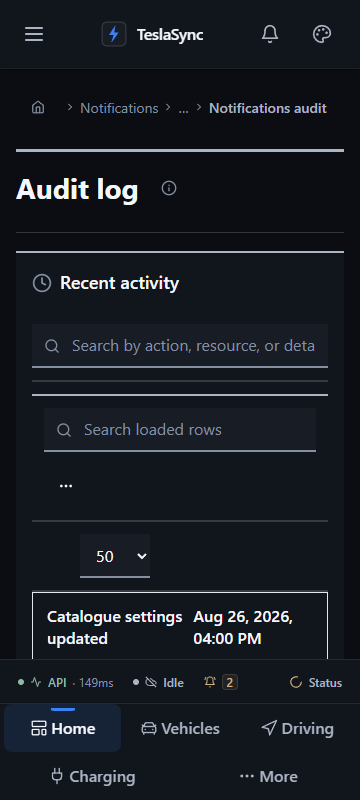 TeslaSync
Notifications ... Notifications audit
Audit log
Recent activity
Search by action, resource, or deta
Search loaded rows
...
50
Catalogue settings updated
Aug 26, 2026, 04:00 PM
API · 149ms Idle 2 Status
Home Vehicles Driving
Charging More